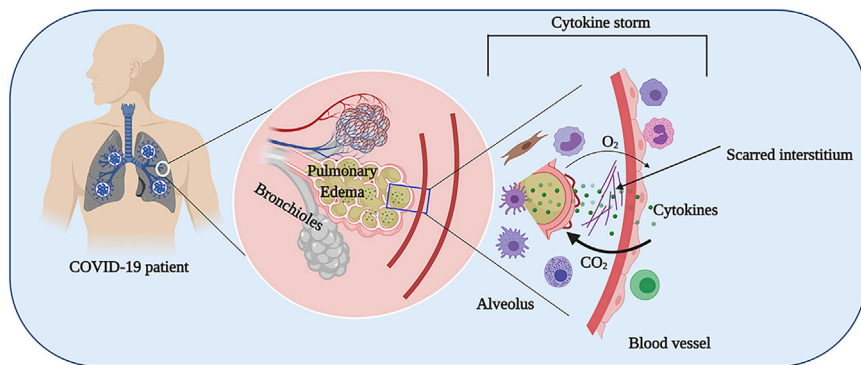 Cytokine storm
O₂
Scarred interstitium
Pulmonary
Edema
Bronchioles
Cytokines
CO₂
COVID-19 patient
Alveolus
Blood vessel